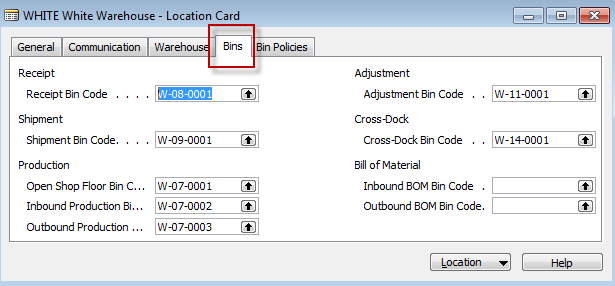 WHITE White Warehouse - Location Card
General Communication Warehouse Bins Bin Policies
Receipt
Receipt Bin Code . . . . W-08-0001
Shipment
Shipment Bin Code. . . . W-09-0001
Production
Open Shop Floor Bin C... W-07-0001
Inbound Production Bi... W-07-0002
Outbound Production ... W-07-0003
Adjustment
Adjustment Bin Code . . W-11-0001
Cross-Dock
Cross-Dock Bin Code . . W-14-0001
Bill of Material
Inbound BOM Bin Code .
Outbound BOM Bin Code.
Location Help